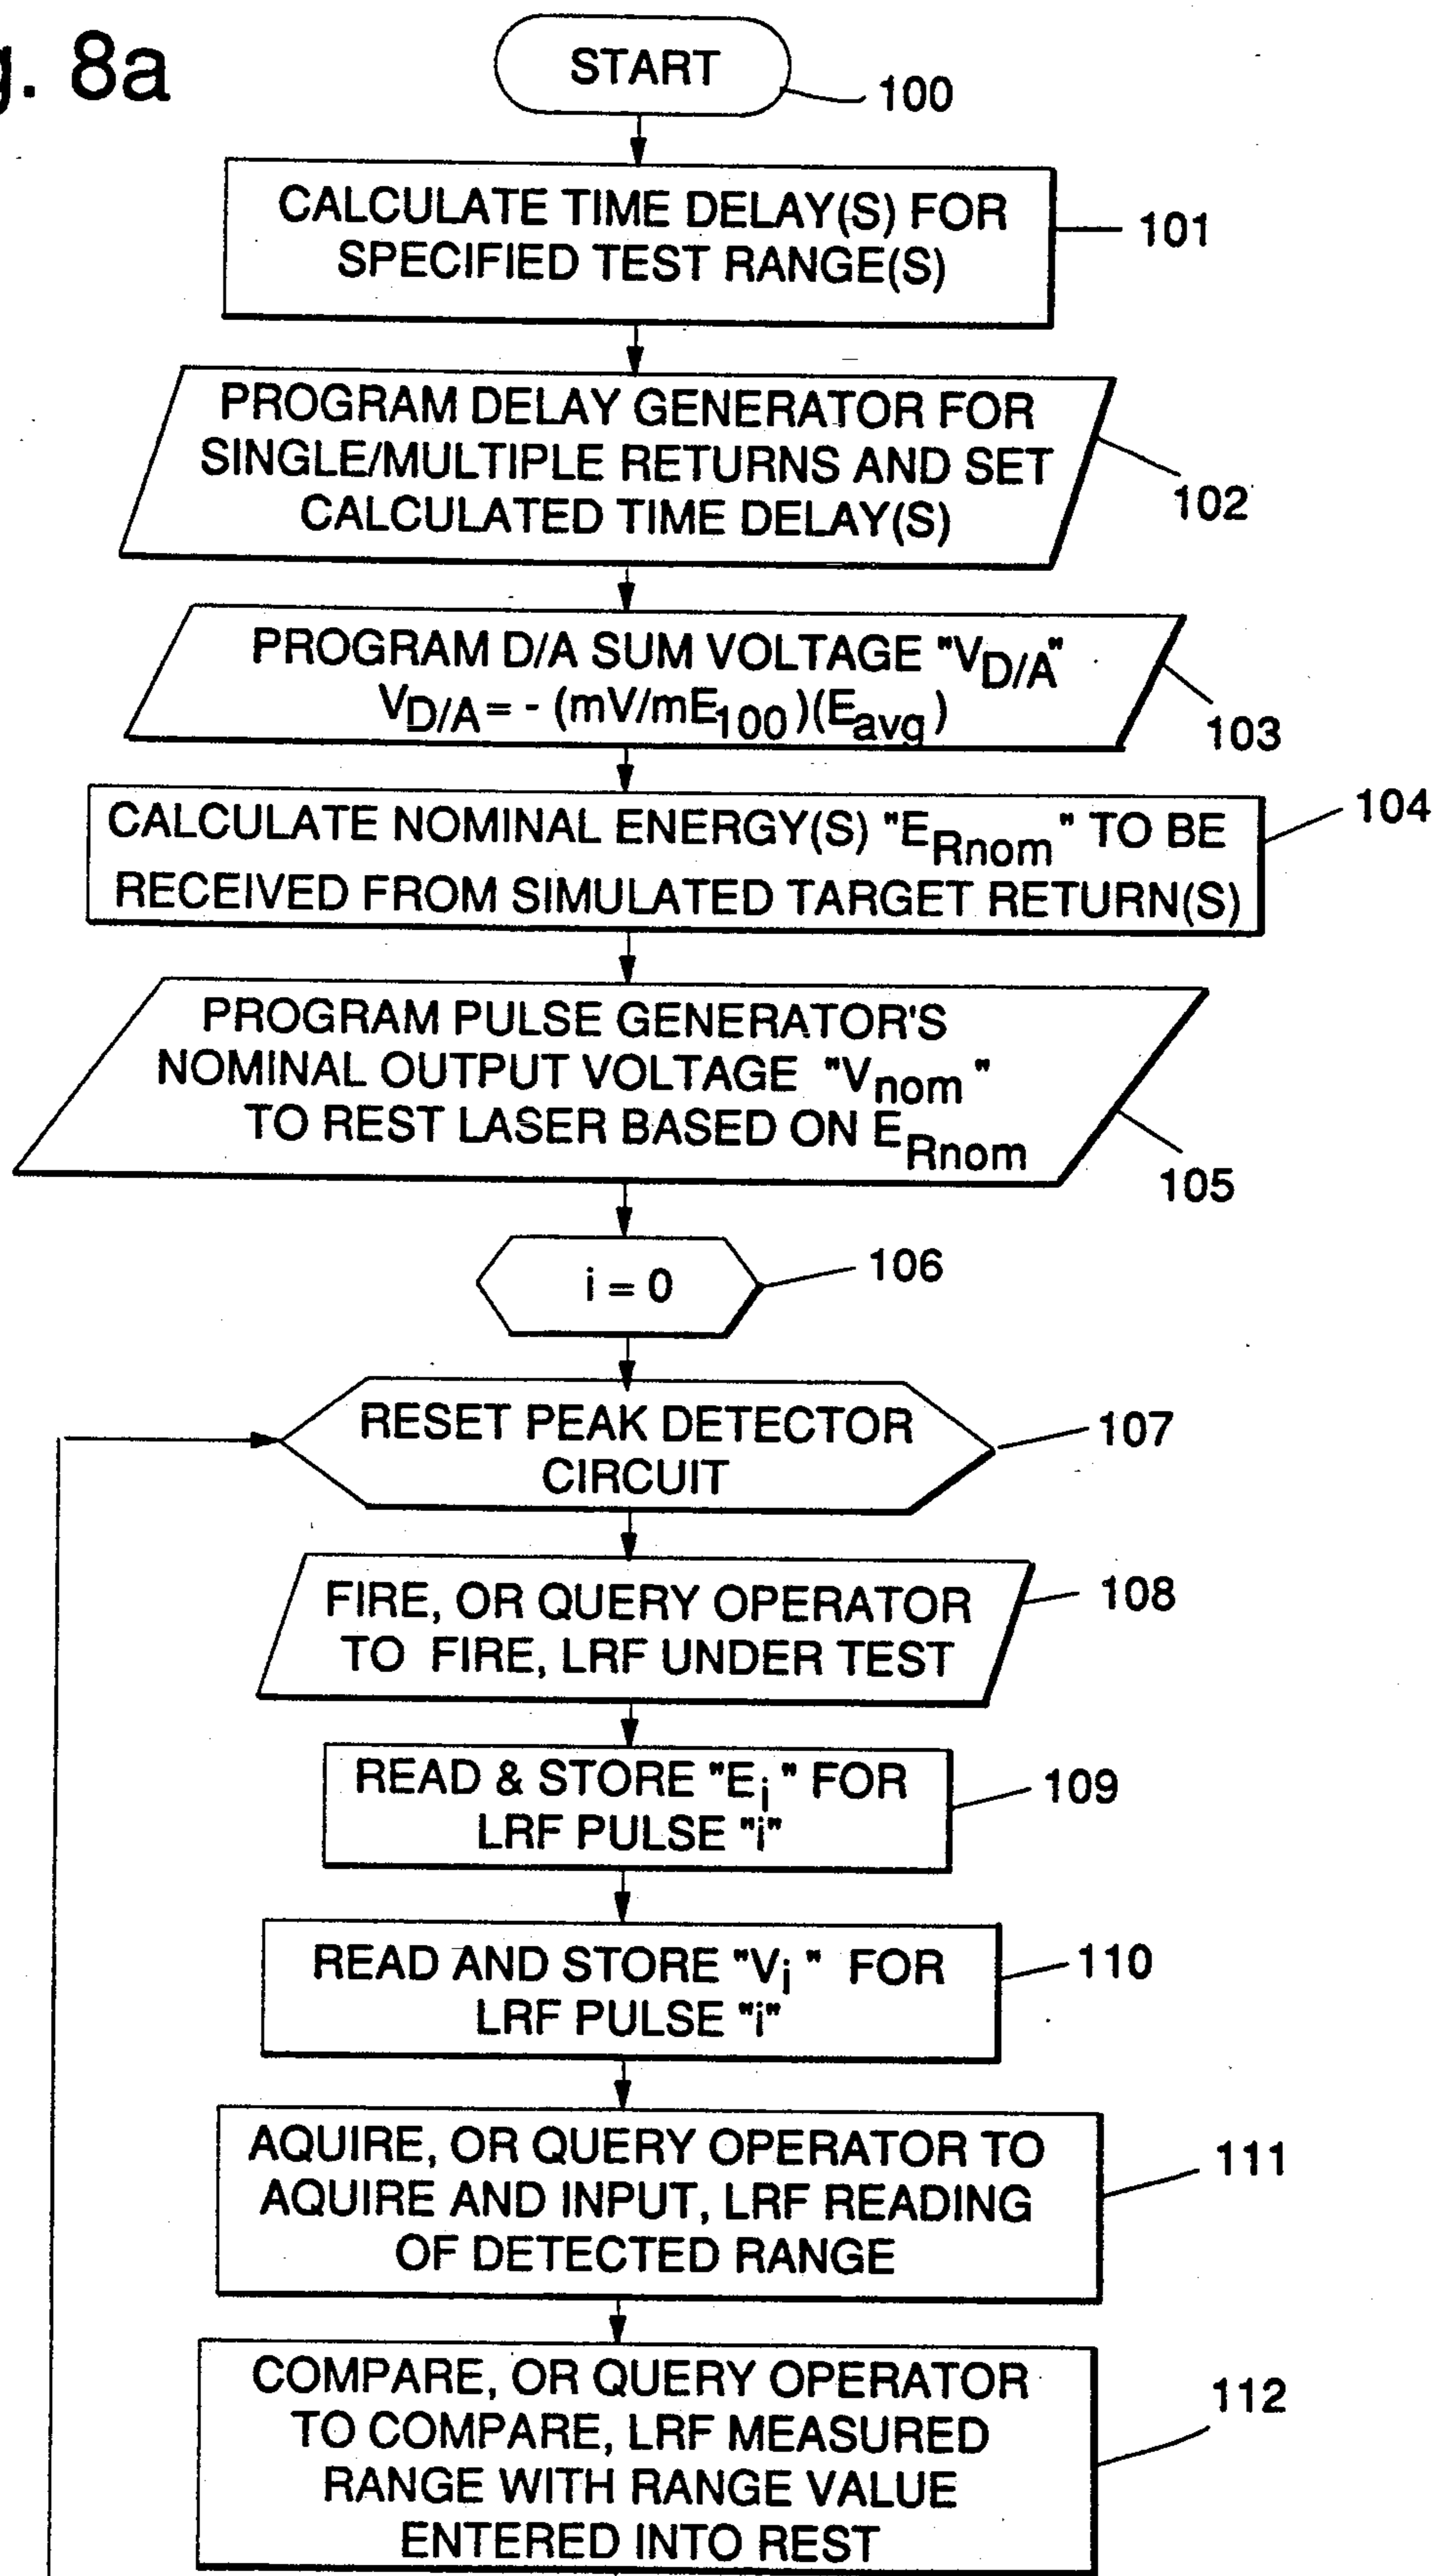 g. 8a
START
100
CALCULATE TIME DELAY(S) FOR
SPECIFIED TEST RANGE(S)
101
PROGRAM DELAY GENERATOR FOR
SINGLE/MULTIPLE RETURNS AND SET
CALCULATED TIME DELAY(S)
102
PROGRAM D/A SUM VOLTAGE "VD/A"
VD/A = - (mV/mE100)(Eavg)
103
CALCULATE NOMINAL ENERGY(S) "ERnom" TO BE
RECEIVED FROM SIMULATED TARGET RETURN(S)
104
PROGRAM PULSE GENERATOR'S
NOMINAL OUTPUT VOLTAGE "Vnom"
TO REST LASER BASED ON ERnom
105
i = 0
106
RESET PEAK DETECTOR
CIRCUIT
107
FIRE, OR QUERY OPERATOR
TO FIRE, LRF UNDER TEST
108
READ & STORE "Ei" FOR
LRF PULSE "i"
109
READ AND STORE "Vi" FOR
LRF PULSE "i"
110
AQUIRE, OR QUERY OPERATOR TO
AQUIRE AND INPUT, LRF READING
OF DETECTED RANGE
111
COMPARE, OR QUERY OPERATOR
TO COMPARE, LRF MEASURED
RANGE WITH RANGE VALUE
ENTERED INTO REST
112